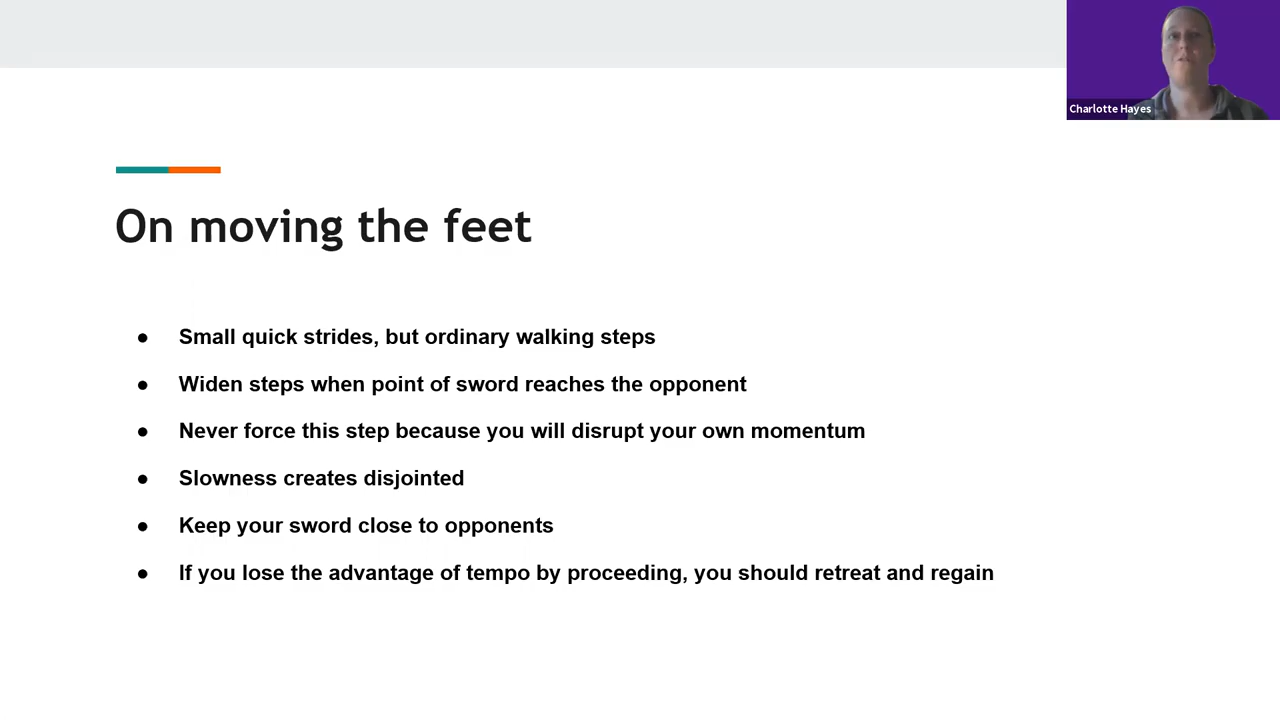 Charlotte Hayes
On moving the feet
● Small quick strides, but ordinary walking steps
● Widen steps when point of sword reaches the opponent
● Never force this step because you will disrupt your own momentum
● Slowness creates disjointed
● Keep your sword close to opponents
● If you lose the advantage of tempo by proceeding, you should retreat and regain